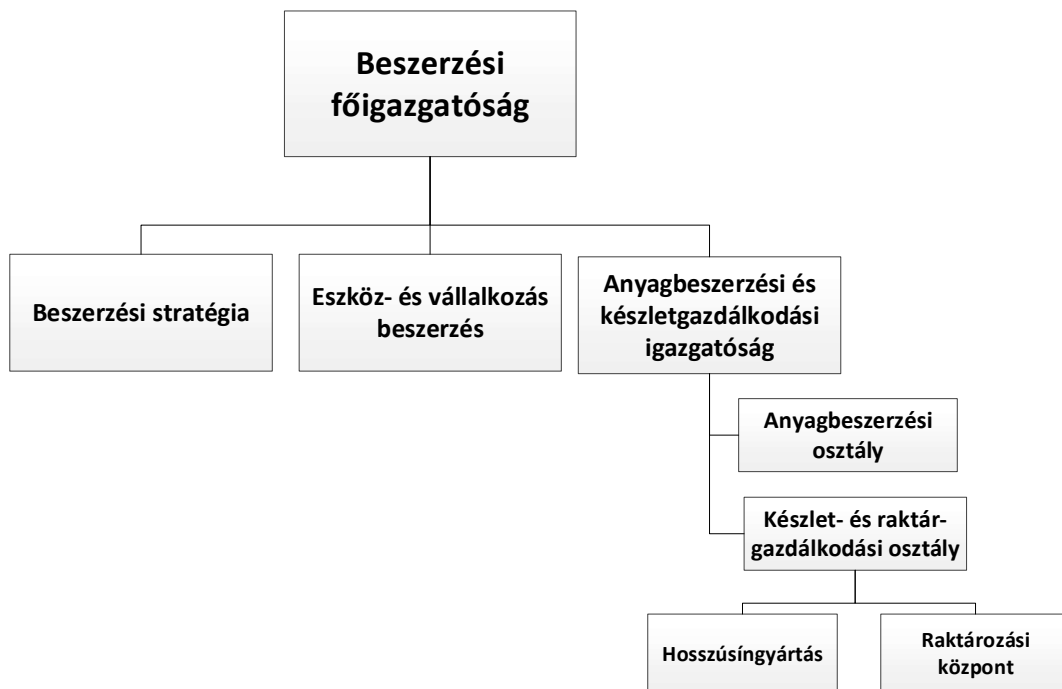 Beszerzési
főigazgatóság
Beszerzési stratégia
Eszköz- és vállalkozás
beszerzés
Anyagbeszerzési és
készletgazdálkodási
igazgatóság
Anyagbeszerzési
osztály
Készlet- és raktár-
gazdálkodási osztály
Hosszúsíngyártás
Raktározási
központ